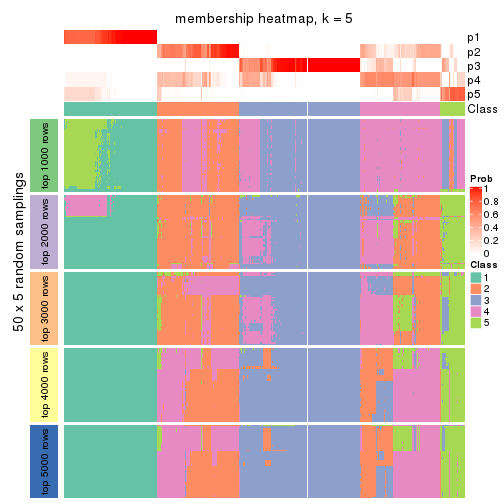 membership heatmap, k = 5
p1
p2
p3
p4
p5
Class
50 x 5 random samplings
top 1000 rows
top 2000 rows
top 3000 rows
top 4000 rows
top 5000 rows
Prob
1
0.8
0.6
0.4
0.2
0
Class
1
2
3
4
5